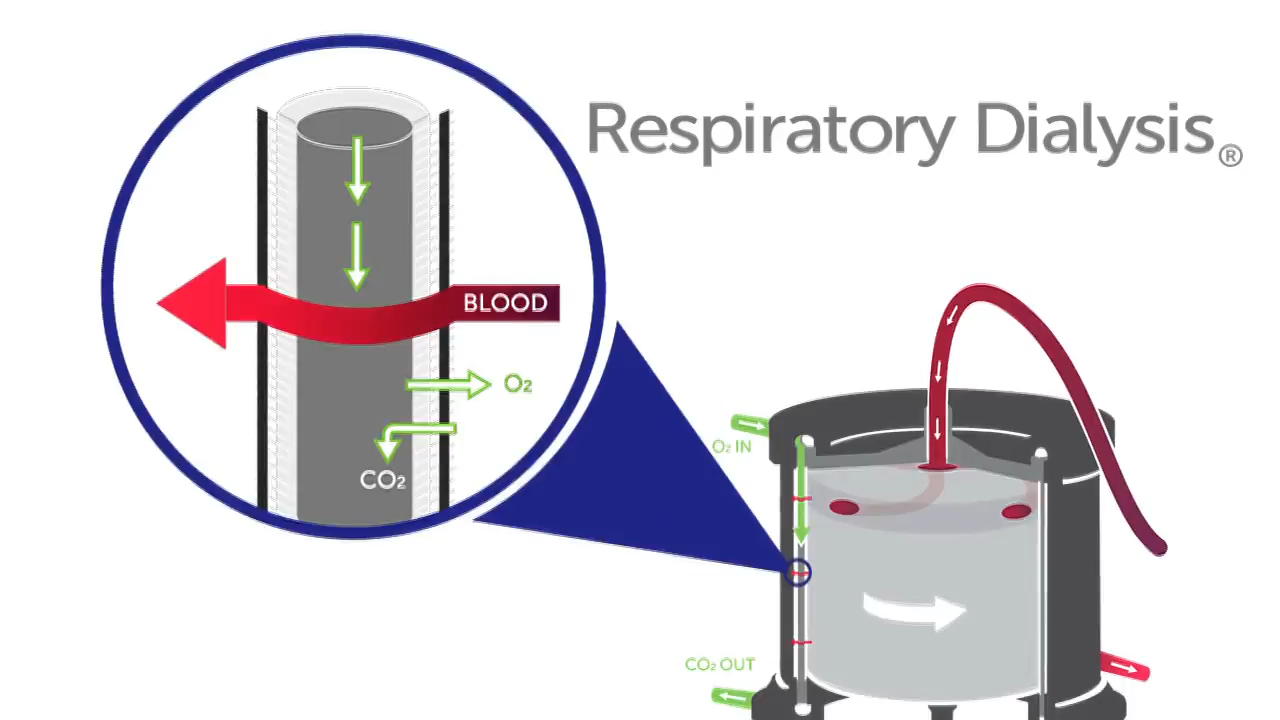 Respiratory Dialysis®
BLOOD
O₂
CO₂
O₂ IN
CO₂ OUT